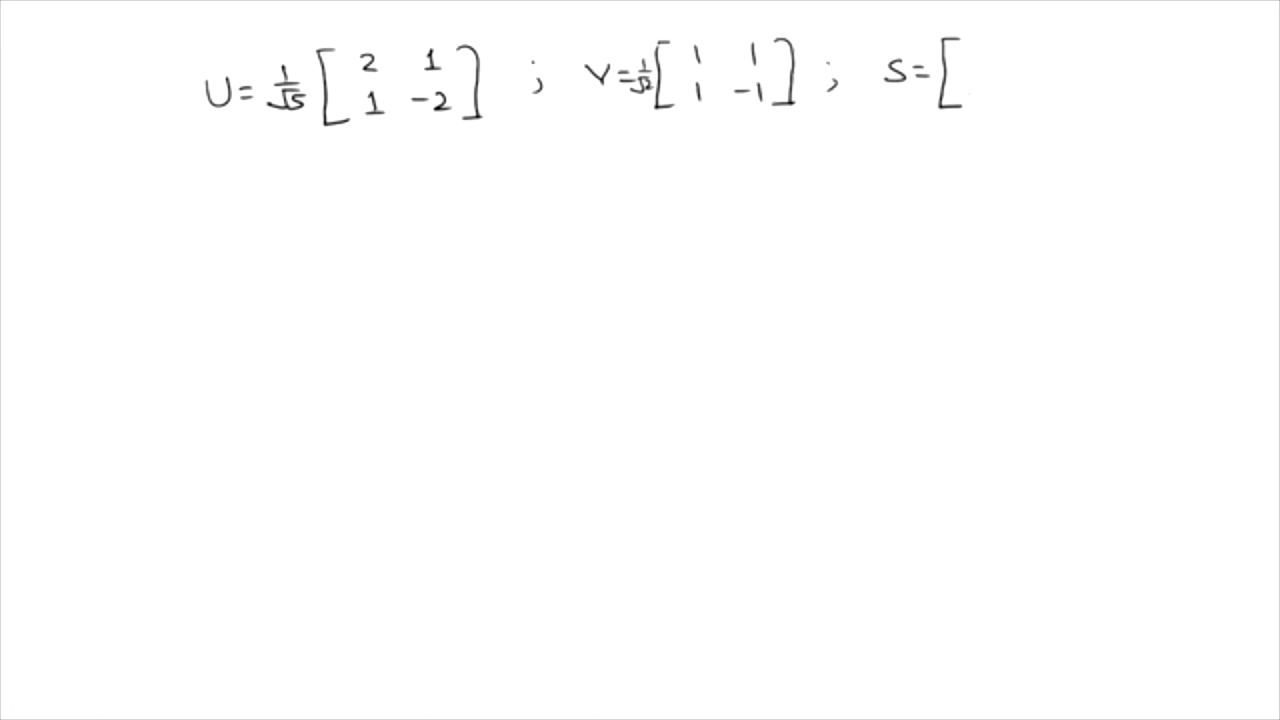 U = 1/√5 [ 2 1 ; 1 -2 ] ; V = 1/√2 [ 1 1 ; 1 -1 ] ; S = [